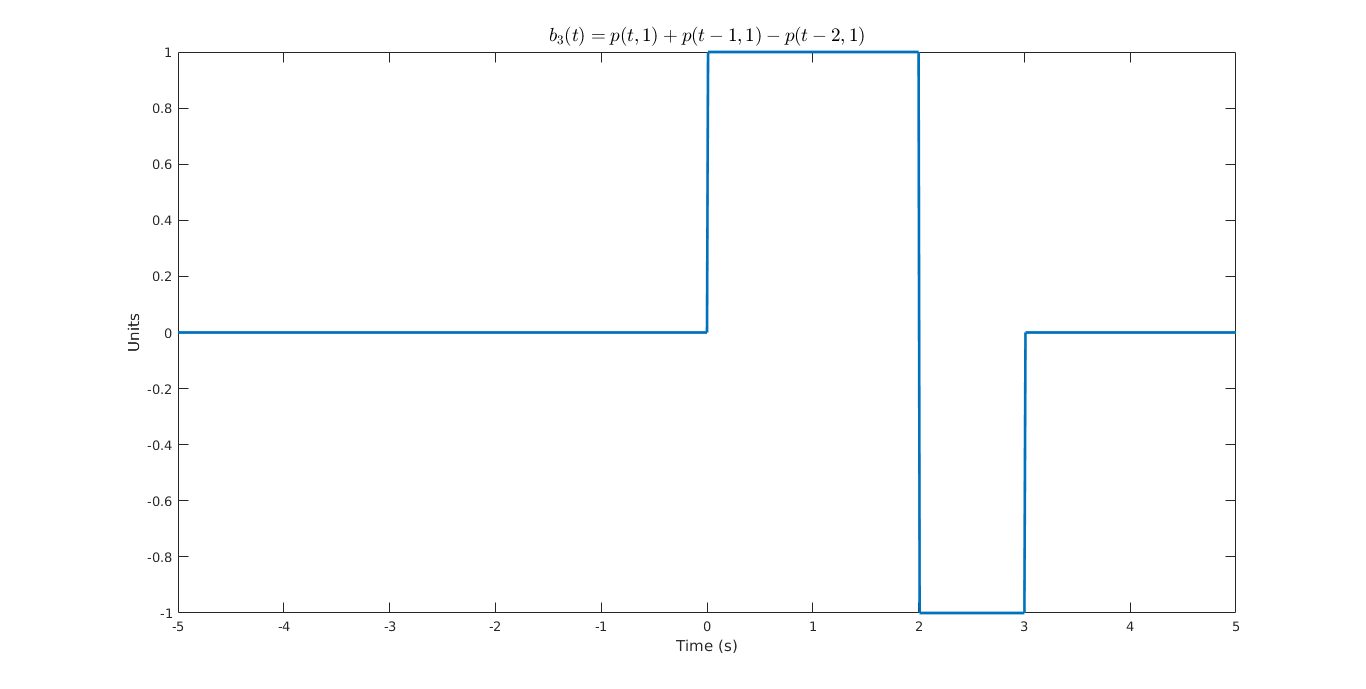 b₃(t) = p(t, 1) + p(t − 1, 1) − p(t − 2, 1)
1
0.8
0.6
0.4
0.2
0
-0.2
-0.4
-0.6
-0.8
-1
Units
-5 -4 -3 -2 -1 0 1 2 3 4 5
Time (s)